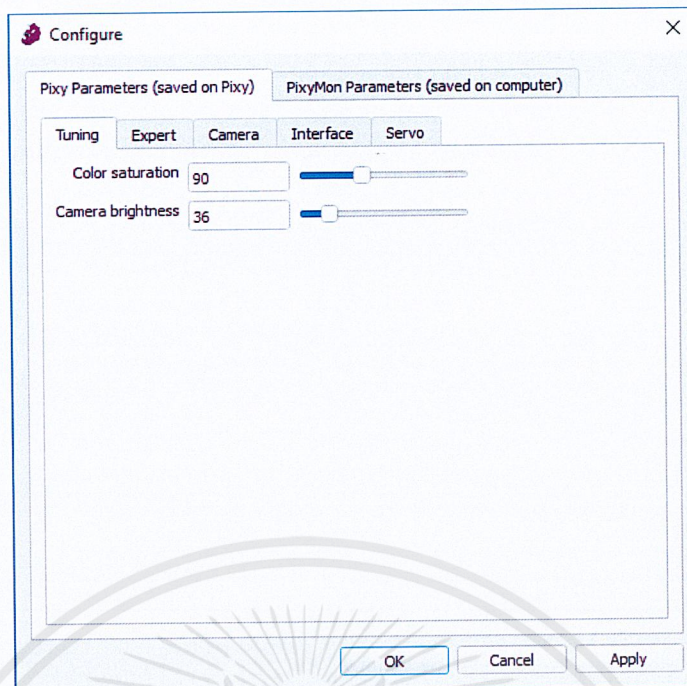 Configure
Pixy Parameters (saved on Pixy)
PixyMon Parameters (saved on computer)
Tuning
Expert
Camera
Interface
Servo
Color saturation
90
Camera brightness
36
OK
Cancel
Apply